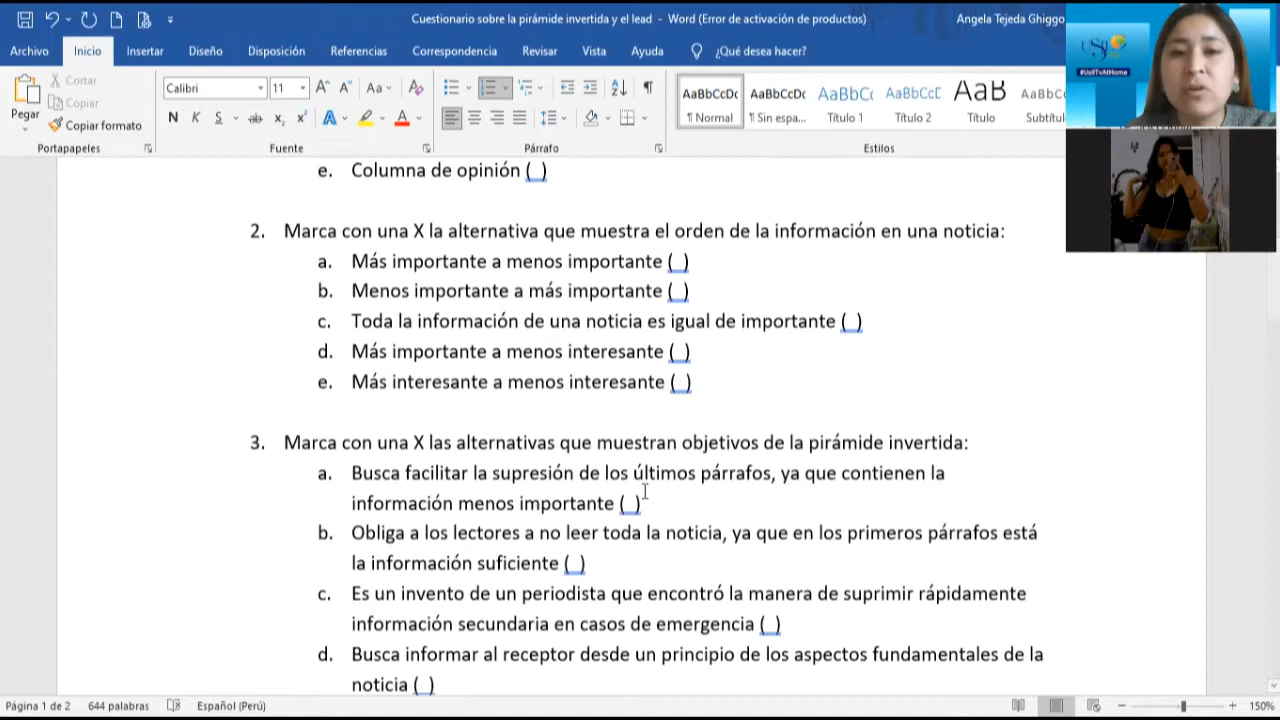 Cuestionario sobre la pirámide invertida y el lead - Word (Error de activación de productos)
Angela Tejeda Ghiggo
Archivo Inicio Insertar Diseño Disposición Referencias Correspondencia Revisar Vista Ayuda ¿Qué desea hacer?
Pegar
Cortar
Copiar
Copiar formato
Portapapeles
Calibri 11
N K S
Fuente
Párrafo
AaBbCcDc ¶ Normal
AaBbCcDc ¶ Sin espa...
AaBbCc Título 1
AaBbCcC Título 2
AaB Título
AaBbCcD Subtítul
Estilos
#UsilTvAtHome
e. Columna de opinión ( )
2. Marca con una X la alternativa que muestra el orden de la información en una noticia:
a. Más importante a menos importante ( )
b. Menos importante a más importante ( )
c. Toda la información de una noticia es igual de importante ( )
d. Más importante a menos interesante ( )
e. Más interesante a menos interesante ( )
3. Marca con una X las alternativas que muestran objetivos de la pirámide invertida:
a. Busca facilitar la supresión de los últimos párrafos, ya que contienen la
información menos importante ( )
b. Obliga a los lectores a no leer toda la noticia, ya que en los primeros párrafos está
la información suficiente ( )
c. Es un invento de un periodista que encontró la manera de suprimir rápidamente
información secundaria en casos de emergencia ( )
d. Busca informar al receptor desde un principio de los aspectos fundamentales de la
noticia ( )
Página 1 de 2 644 palabras Español (Perú) 150%